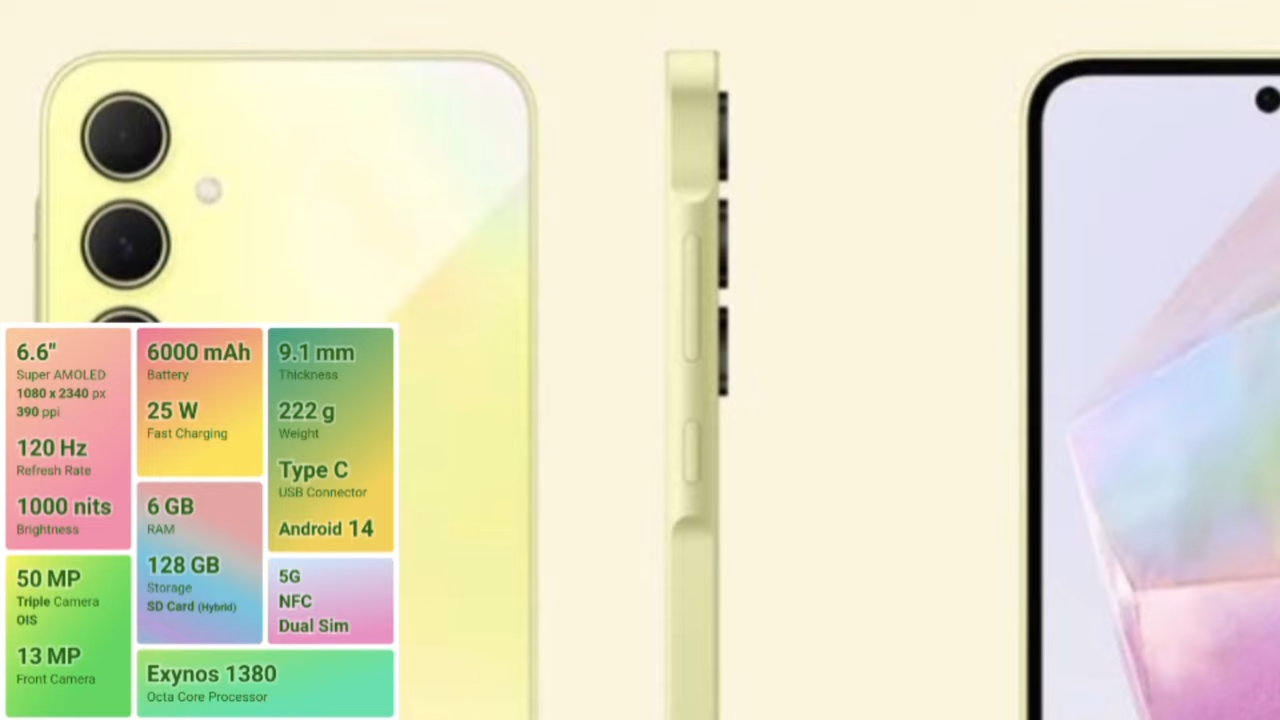 6.6"
Super AMOLED
1080 x 2340 px
390 ppi
120 Hz
Refresh Rate
1000 nits
Brightness
50 MP
Triple Camera
OIS
13 MP
Front Camera
6000 mAh
Battery
25 W
Fast Charging
6 GB
RAM
128 GB
Storage
SD Card (Hybrid)
9.1 mm
Thickness
222 g
Weight
Type C
USB Connector
Android 14
5G
NFC
Dual Sim
Exynos 1380
Octa Core Processor